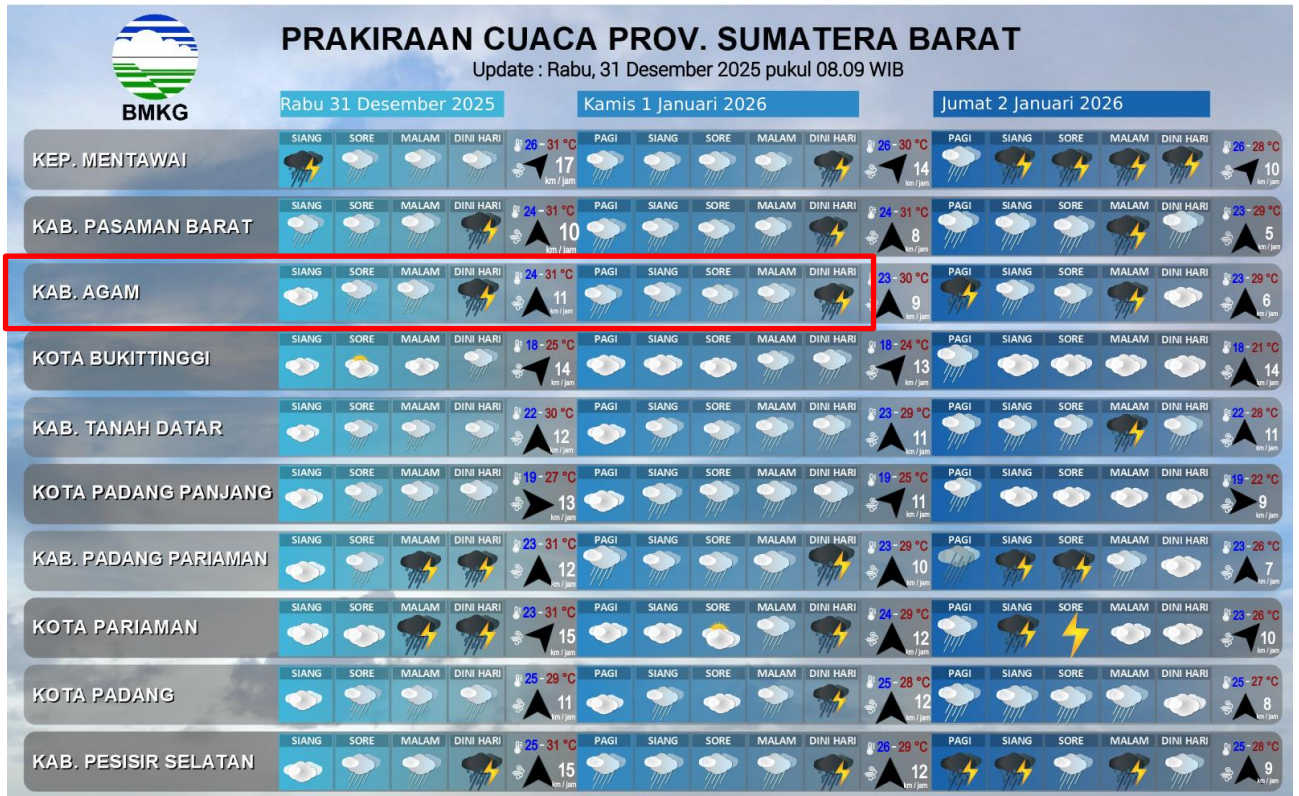 PRAKIRAAN CUACA PROV. SUMATERA BARAT
Update : Rabu, 31 Desember 2025 pukul 08.09 WIB
BMKG
Rabu 31 Desember 2025 Kamis 1 Januari 2026 Jumat 2 Januari 2026
KEP. MENTAWAI
SIANG SORE MALAM DINI HARI 26 - 31 °C 17 km / jam
PAGI SIANG SORE MALAM DINI HARI 26 - 30 °C 14 km / jam
PAGI SIANG SORE MALAM DINI HARI 26 - 28 °C 10 km / jam
KAB. PASAMAN BARAT
SIANG SORE MALAM DINI HARI 24 - 31 °C 10 km / jam
PAGI SIANG SORE MALAM DINI HARI 24 - 31 °C 8 km / jam
PAGI SIANG SORE MALAM DINI HARI 23 - 29 °C 5 km / jam
KAB. AGAM
SIANG SORE MALAM DINI HARI 24 - 31 °C 11 km / jam
PAGI SIANG SORE MALAM DINI HARI 23 - 30 °C 9 km / jam
PAGI SIANG SORE MALAM DINI HARI 23 - 29 °C 6 km / jam
KOTA BUKITTINGGI
SIANG SORE MALAM DINI HARI 18 - 25 °C 14 km / jam
PAGI SIANG SORE MALAM DINI HARI 18 - 24 °C 13 km / jam
PAGI SIANG SORE MALAM DINI HARI 18 - 21 °C 14 km / jam
KAB. TANAH DATAR
SIANG SORE MALAM DINI HARI 22 - 30 °C 12 km / jam
PAGI SIANG SORE MALAM DINI HARI 23 - 29 °C 11 km / jam
PAGI SIANG SORE MALAM DINI HARI 22 - 28 °C 11 km / jam
KOTA PADANG PANJANG
SIANG SORE MALAM DINI HARI 19 - 27 °C 13 km / jam
PAGI SIANG SORE MALAM DINI HARI 19 - 25 °C 11 km / jam
PAGI SIANG SORE MALAM DINI HARI 19 - 22 °C 9 km / jam
KAB. PADANG PARIAMAN
SIANG SORE MALAM DINI HARI 23 - 31 °C 12 km / jam
PAGI SIANG SORE MALAM DINI HARI 23 - 29 °C 10 km / jam
PAGI SIANG SORE MALAM DINI HARI 23 - 26 °C 7 km / jam
KOTA PARIAMAN
SIANG SORE MALAM DINI HARI 23 - 31 °C 15 km / jam
PAGI SIANG SORE MALAM DINI HARI 24 - 29 °C 12 km / jam
PAGI SIANG SORE MALAM DINI HARI 23 - 26 °C 10 km / jam
KOTA PADANG
SIANG SORE MALAM DINI HARI 25 - 29 °C 11 km / jam
PAGI SIANG SORE MALAM DINI HARI 25 - 28 °C 12 km / jam
PAGI SIANG SORE MALAM DINI HARI 25 - 27 °C 8 km / jam
KAB. PESISIR SELATAN
SIANG SORE MALAM DINI HARI 25 - 31 °C 15 km / jam
PAGI SIANG SORE MALAM DINI HARI 26 - 29 °C 12 km / jam
PAGI SIANG SORE MALAM DINI HARI 25 - 28 °C 9 km / jam